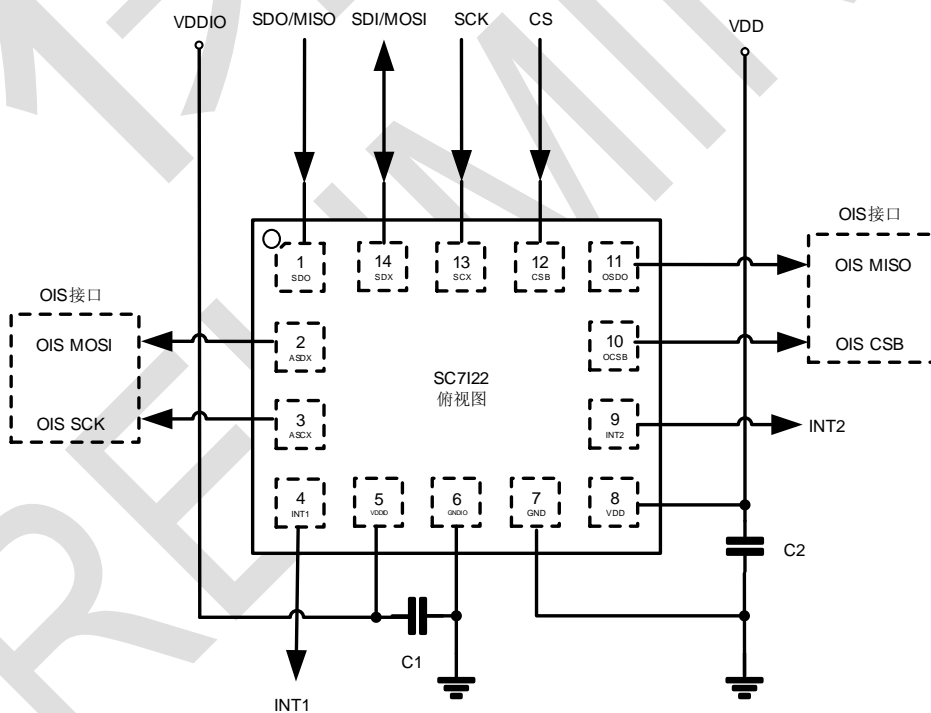 VDDIO
SDO/MISO
SDI/MOSI
SCK
CS
VDD
OIS接口
OIS MISO
OIS CSB
OIS接口
OIS MOSI
OIS SCK
1
SDO
14
SDX
13
SCX
12
CSB
11
OSDO
2
ASDX
10
OCSB
SC7I22
俯视图
3
ASCX
9
INT2
INT2
4
INT1
5
VDDIO
6
GNDIO
7
GND
8
VDD
C2
C1
INT1